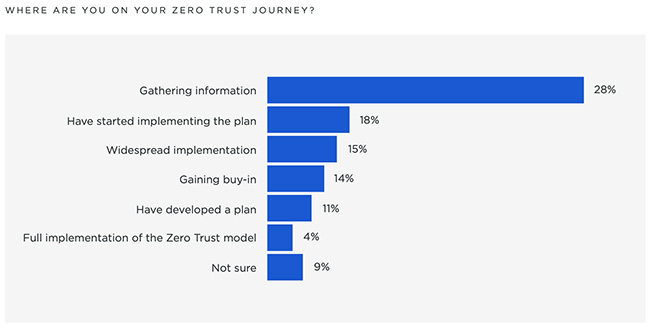 WHERE ARE YOU ON YOUR ZERO TRUST JOURNEY?
Gathering information 28%
Have started implementing the plan 18%
Widespread implementation 15%
Gaining buy-in 14%
Have developed a plan 11%
Full implementation of the Zero Trust model 4%
Not sure 9%